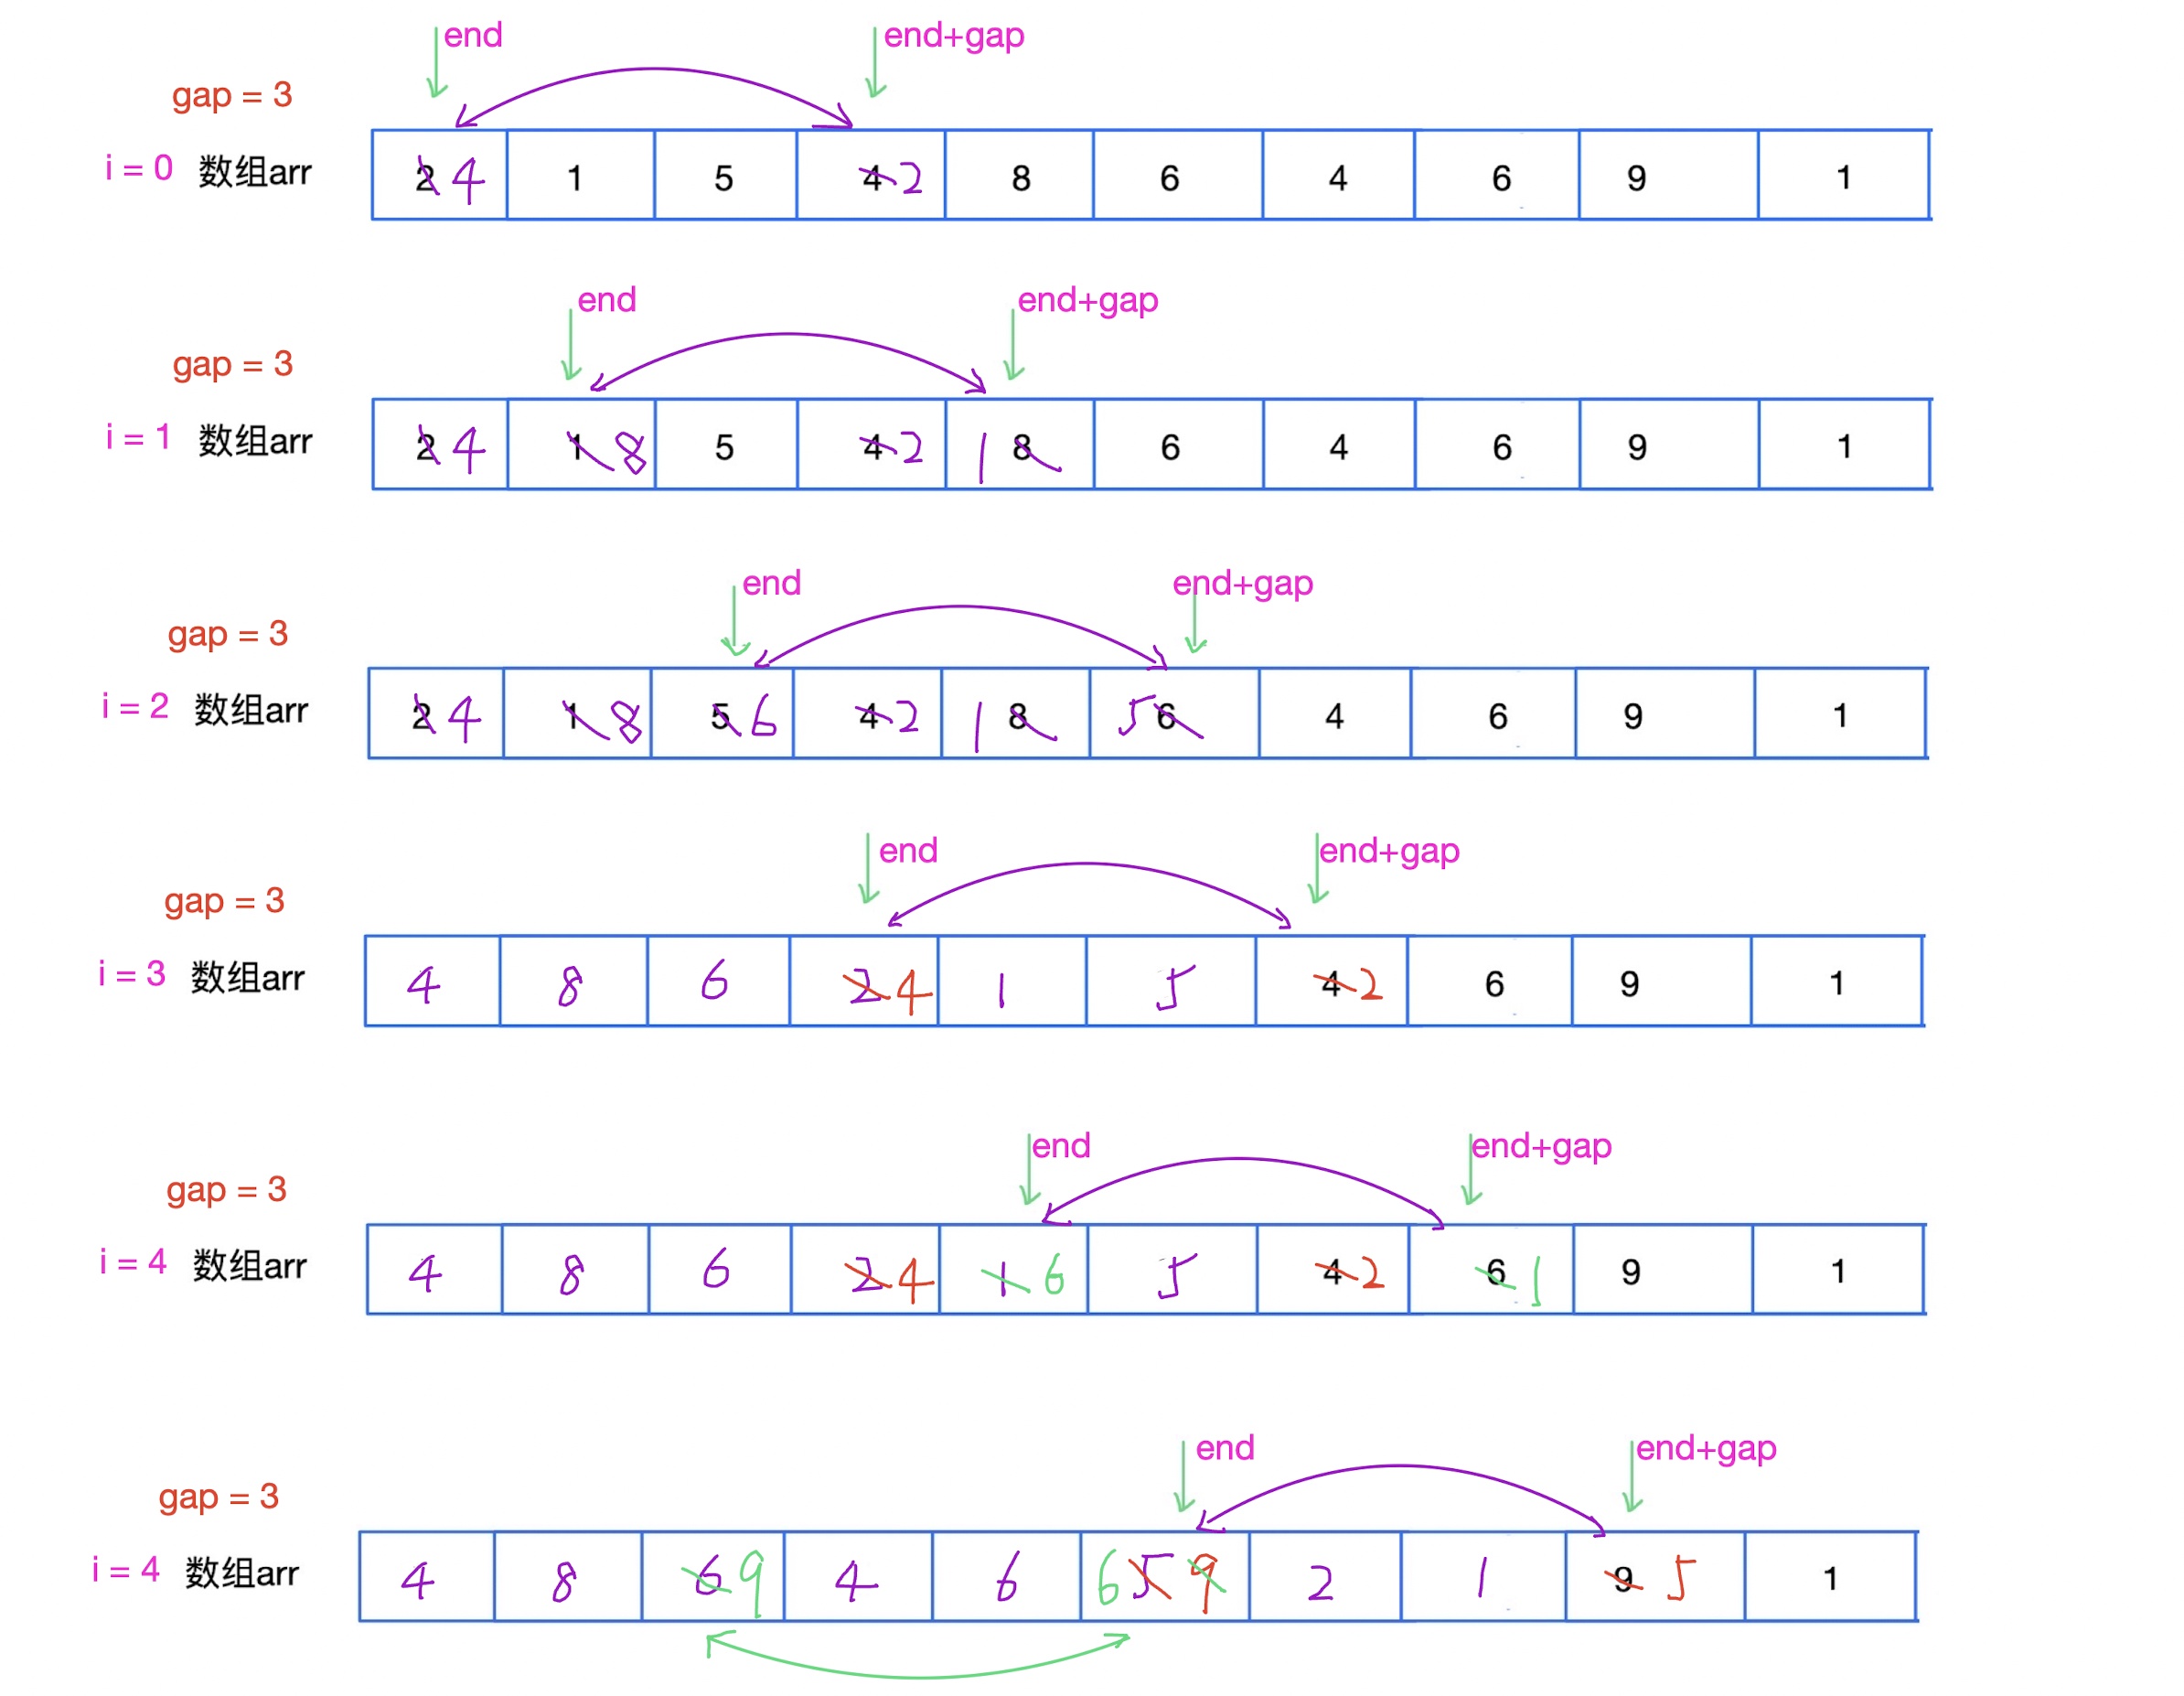 end end+gap
gap = 3
i = 0 数组arr 2 4 1 5 4 2 8 6 4 6 9 1
end end+gap
gap = 3
i = 1 数组arr 2 4 1 8 5 4 2 1 8 6 4 6 9 1
end end+gap
gap = 3
i = 2 数组arr 2 4 1 8 5 6 4 2 1 8 5 6 4 6 9 1
end end+gap
gap = 3
i = 3 数组arr 4 8 6 2 4 1 5 4 2 6 9 1
end end+gap
gap = 3
i = 4 数组arr 4 8 6 2 4 1 6 5 4 2 6 1 9 1
end end+gap
gap = 3
i = 4 数组arr 4 8 6 9 4 6 6 5 9 2 1 9 5 1